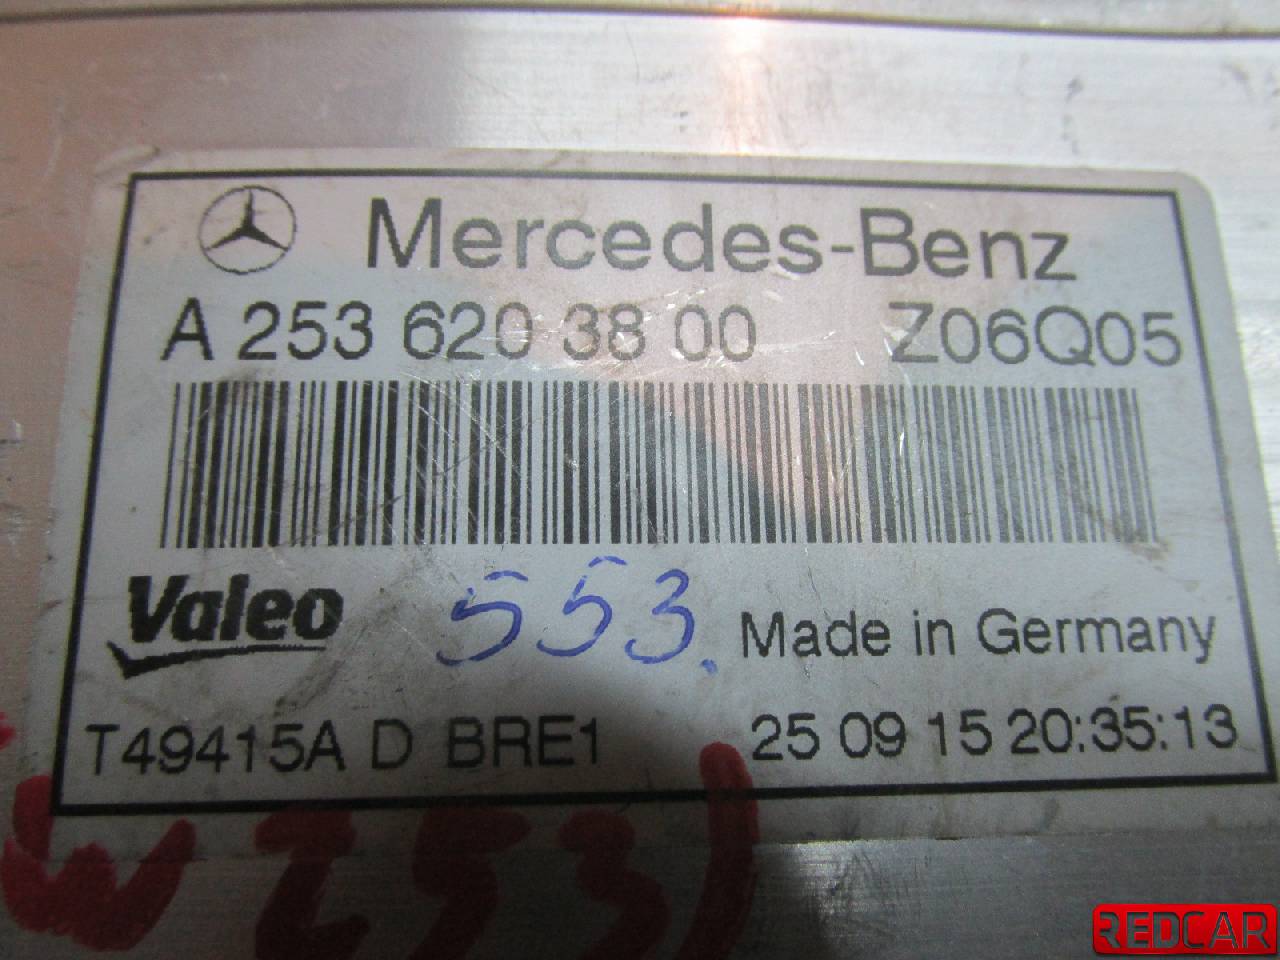 Mercedes-Benz
A 253 620 38 00 Z06Q05
Valeo
553.
Made in Germany
T49415A D BRE1 25 09 15 20:35:13
W253)
REDCAR